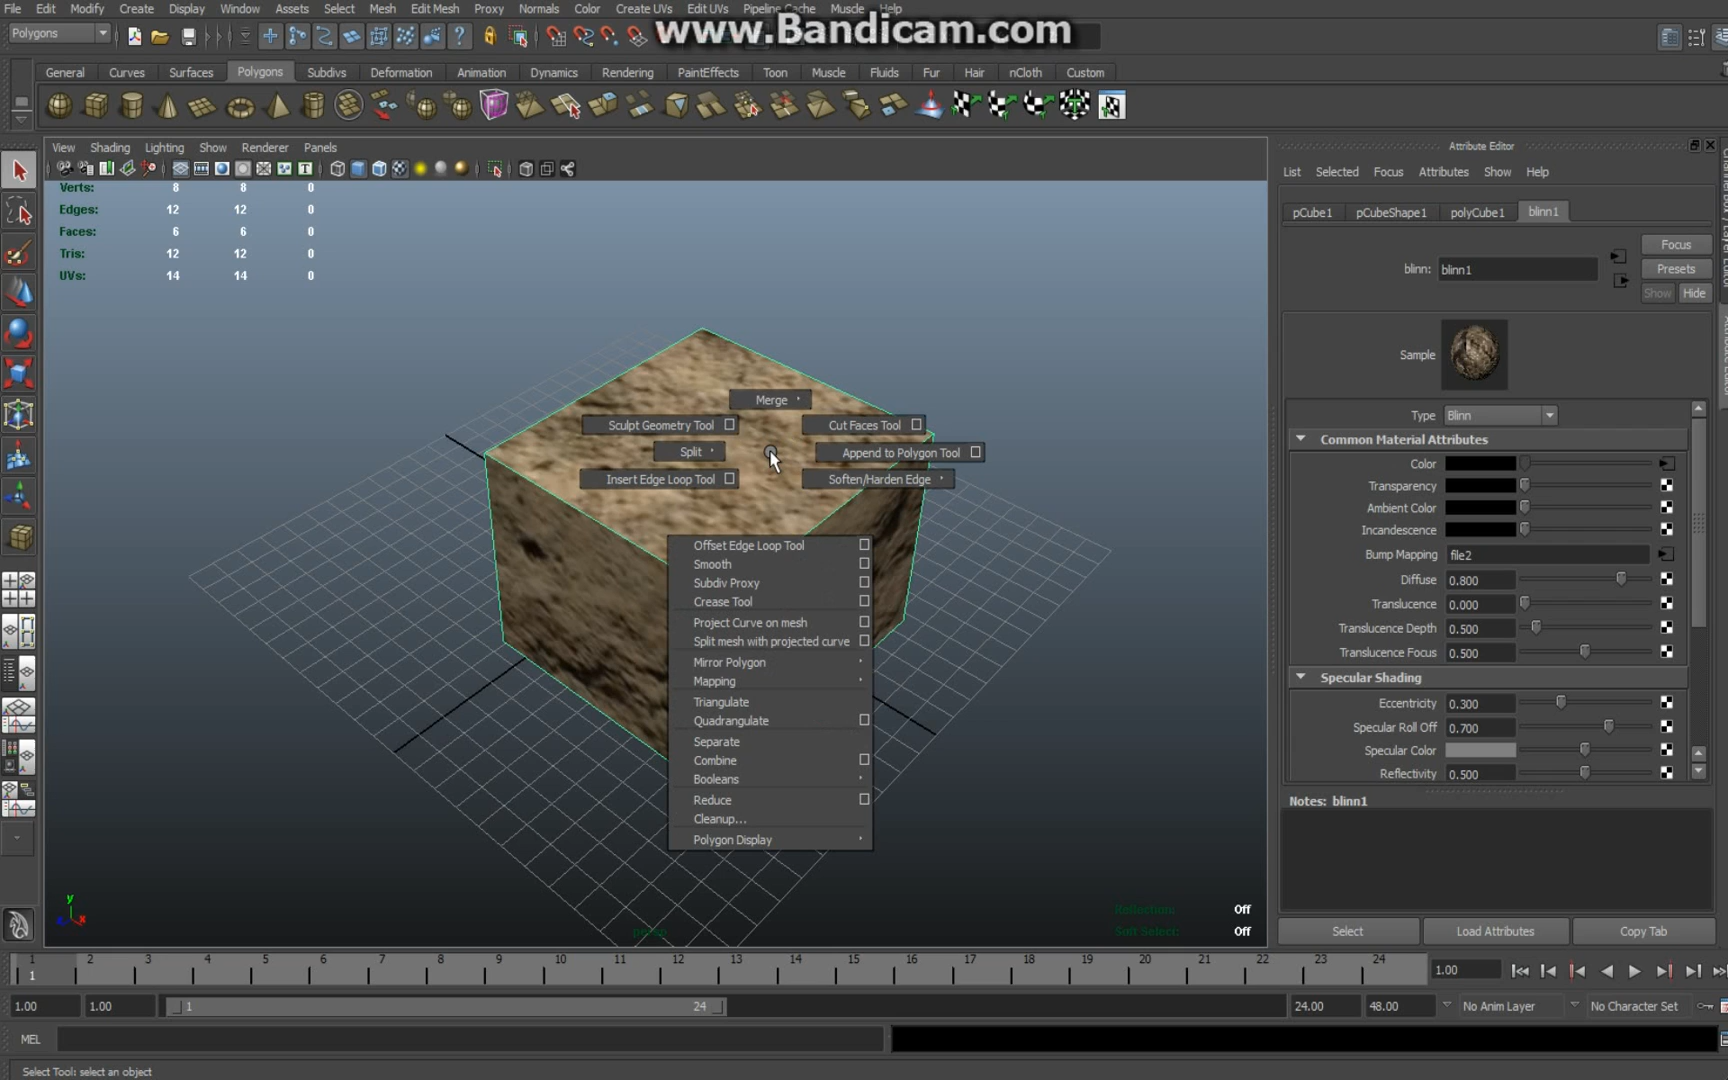 File Edit Modify Create Display Window Assets Select Mesh Edit Mesh Proxy Normals Color Create UVs Edit UVs Pipeline Cache Muscle Help
www.Bandicam.com
Polygons
General Curves Surfaces Polygons Subdivs Deformation Animation Dynamics Rendering PaintEffects Toon Muscle Fluids Fur Hair nCloth Custom
View Shading Lighting Show Renderer Panels
Verts: 8 8 0
Edges: 12 12 0
Faces: 6 6 0
Tris: 12 12 0
UVs: 14 14 0
Merge
Sculpt Geometry Tool
Cut Faces Tool
Split
Append to Polygon Tool
Insert Edge Loop Tool
Soften/Harden Edge
Offset Edge Loop Tool
Smooth
Subdiv Proxy
Crease Tool
Project Curve on mesh
Split mesh with projected curve
Mirror Polygon
Mapping
Triangulate
Quadrangulate
Separate
Combine
Booleans
Reduce
Cleanup...
Polygon Display
y
x
persp
Reflection: Off
Soft Select: Off
Attribute Editor
List Selected Focus Attributes Show Help
pCube1 pCubeShape1 polyCube1 blinn1
Focus
blinn: blinn1
Presets
Show Hide
Sample
Type Blinn
Common Material Attributes
Color
Transparency
Ambient Color
Incandescence
Bump Mapping file2
Diffuse 0.800
Translucence 0.000
Translucence Depth 0.500
Translucence Focus 0.500
Specular Shading
Eccentricity 0.300
Specular Roll Off 0.700
Specular Color
Reflectivity 0.500
Notes: blinn1
Select Load Attributes Copy Tab
1 2 3 4 5 6 7 8 9 10 11 12 13 14 15 16 17 18 19 20 21 22 23 24
1
1.00
1.00 1.00 1 24 24.00 48.00 No Anim Layer No Character Set
MEL
Select Tool: select an object